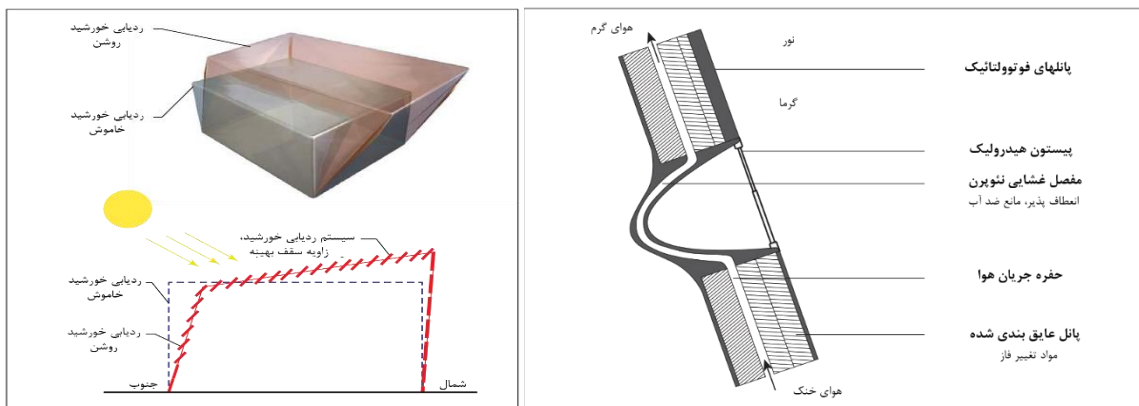 ردیابی خورشید
روشن
ردیابی خورشید
خاموش
سیستم ردیابی خورشید،
زاویه سقف بهینه
ردیابی خورشید
خاموش
ردیابی خورشید
روشن
جنوب
شمال
هوای گرم
نور
گرما
پانلهای فوتوولتائیک
پیستون هیدرولیک
مفصل غشایی نئوپرن
انعطاف پذیر، مانع ضد آب
حفره جریان هوا
پانل عایق بندی شده
مواد تغییر فاز
هوای خنک